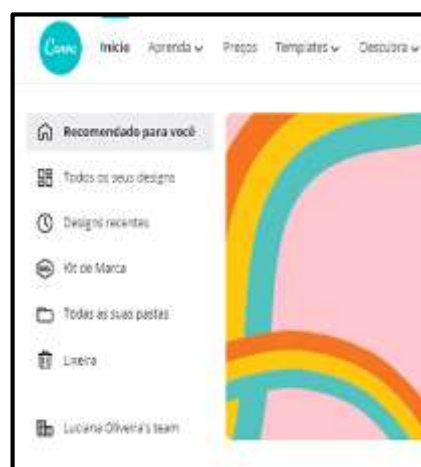 Canva Início Aprenda Preços Templates Descubra
Recomendado para você
Todos os seus designs
Designs recentes
Kit de Marca
Todas as suas pastas
Lixeira
Luciana Oliveira's team